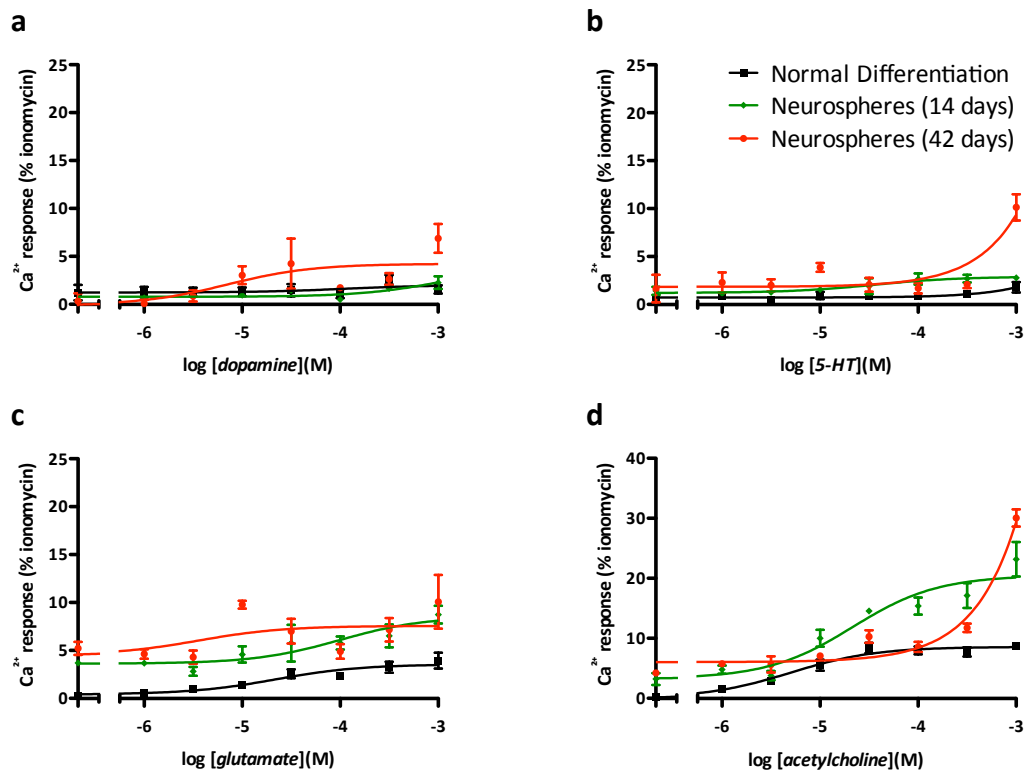 a
Ca²⁺ response (% ionomycin)
25
20
15
10
5
0
-6 -5 -4 -3
log [dopamine](M)
b
Ca²⁺ response (% ionomycin)
25
20
15
10
5
0
-6 -5 -4 -3
log [5-HT](M)
Normal Differentiation
Neurospheres (14 days)
Neurospheres (42 days)
c
Ca²⁺ response (% ionomycin)
25
20
15
10
5
0
-6 -5 -4 -3
log [glutamate](M)
d
Ca²⁺ response (% ionomycin)
40
30
20
10
0
-6 -5 -4 -3
log [acetylcholine](M)